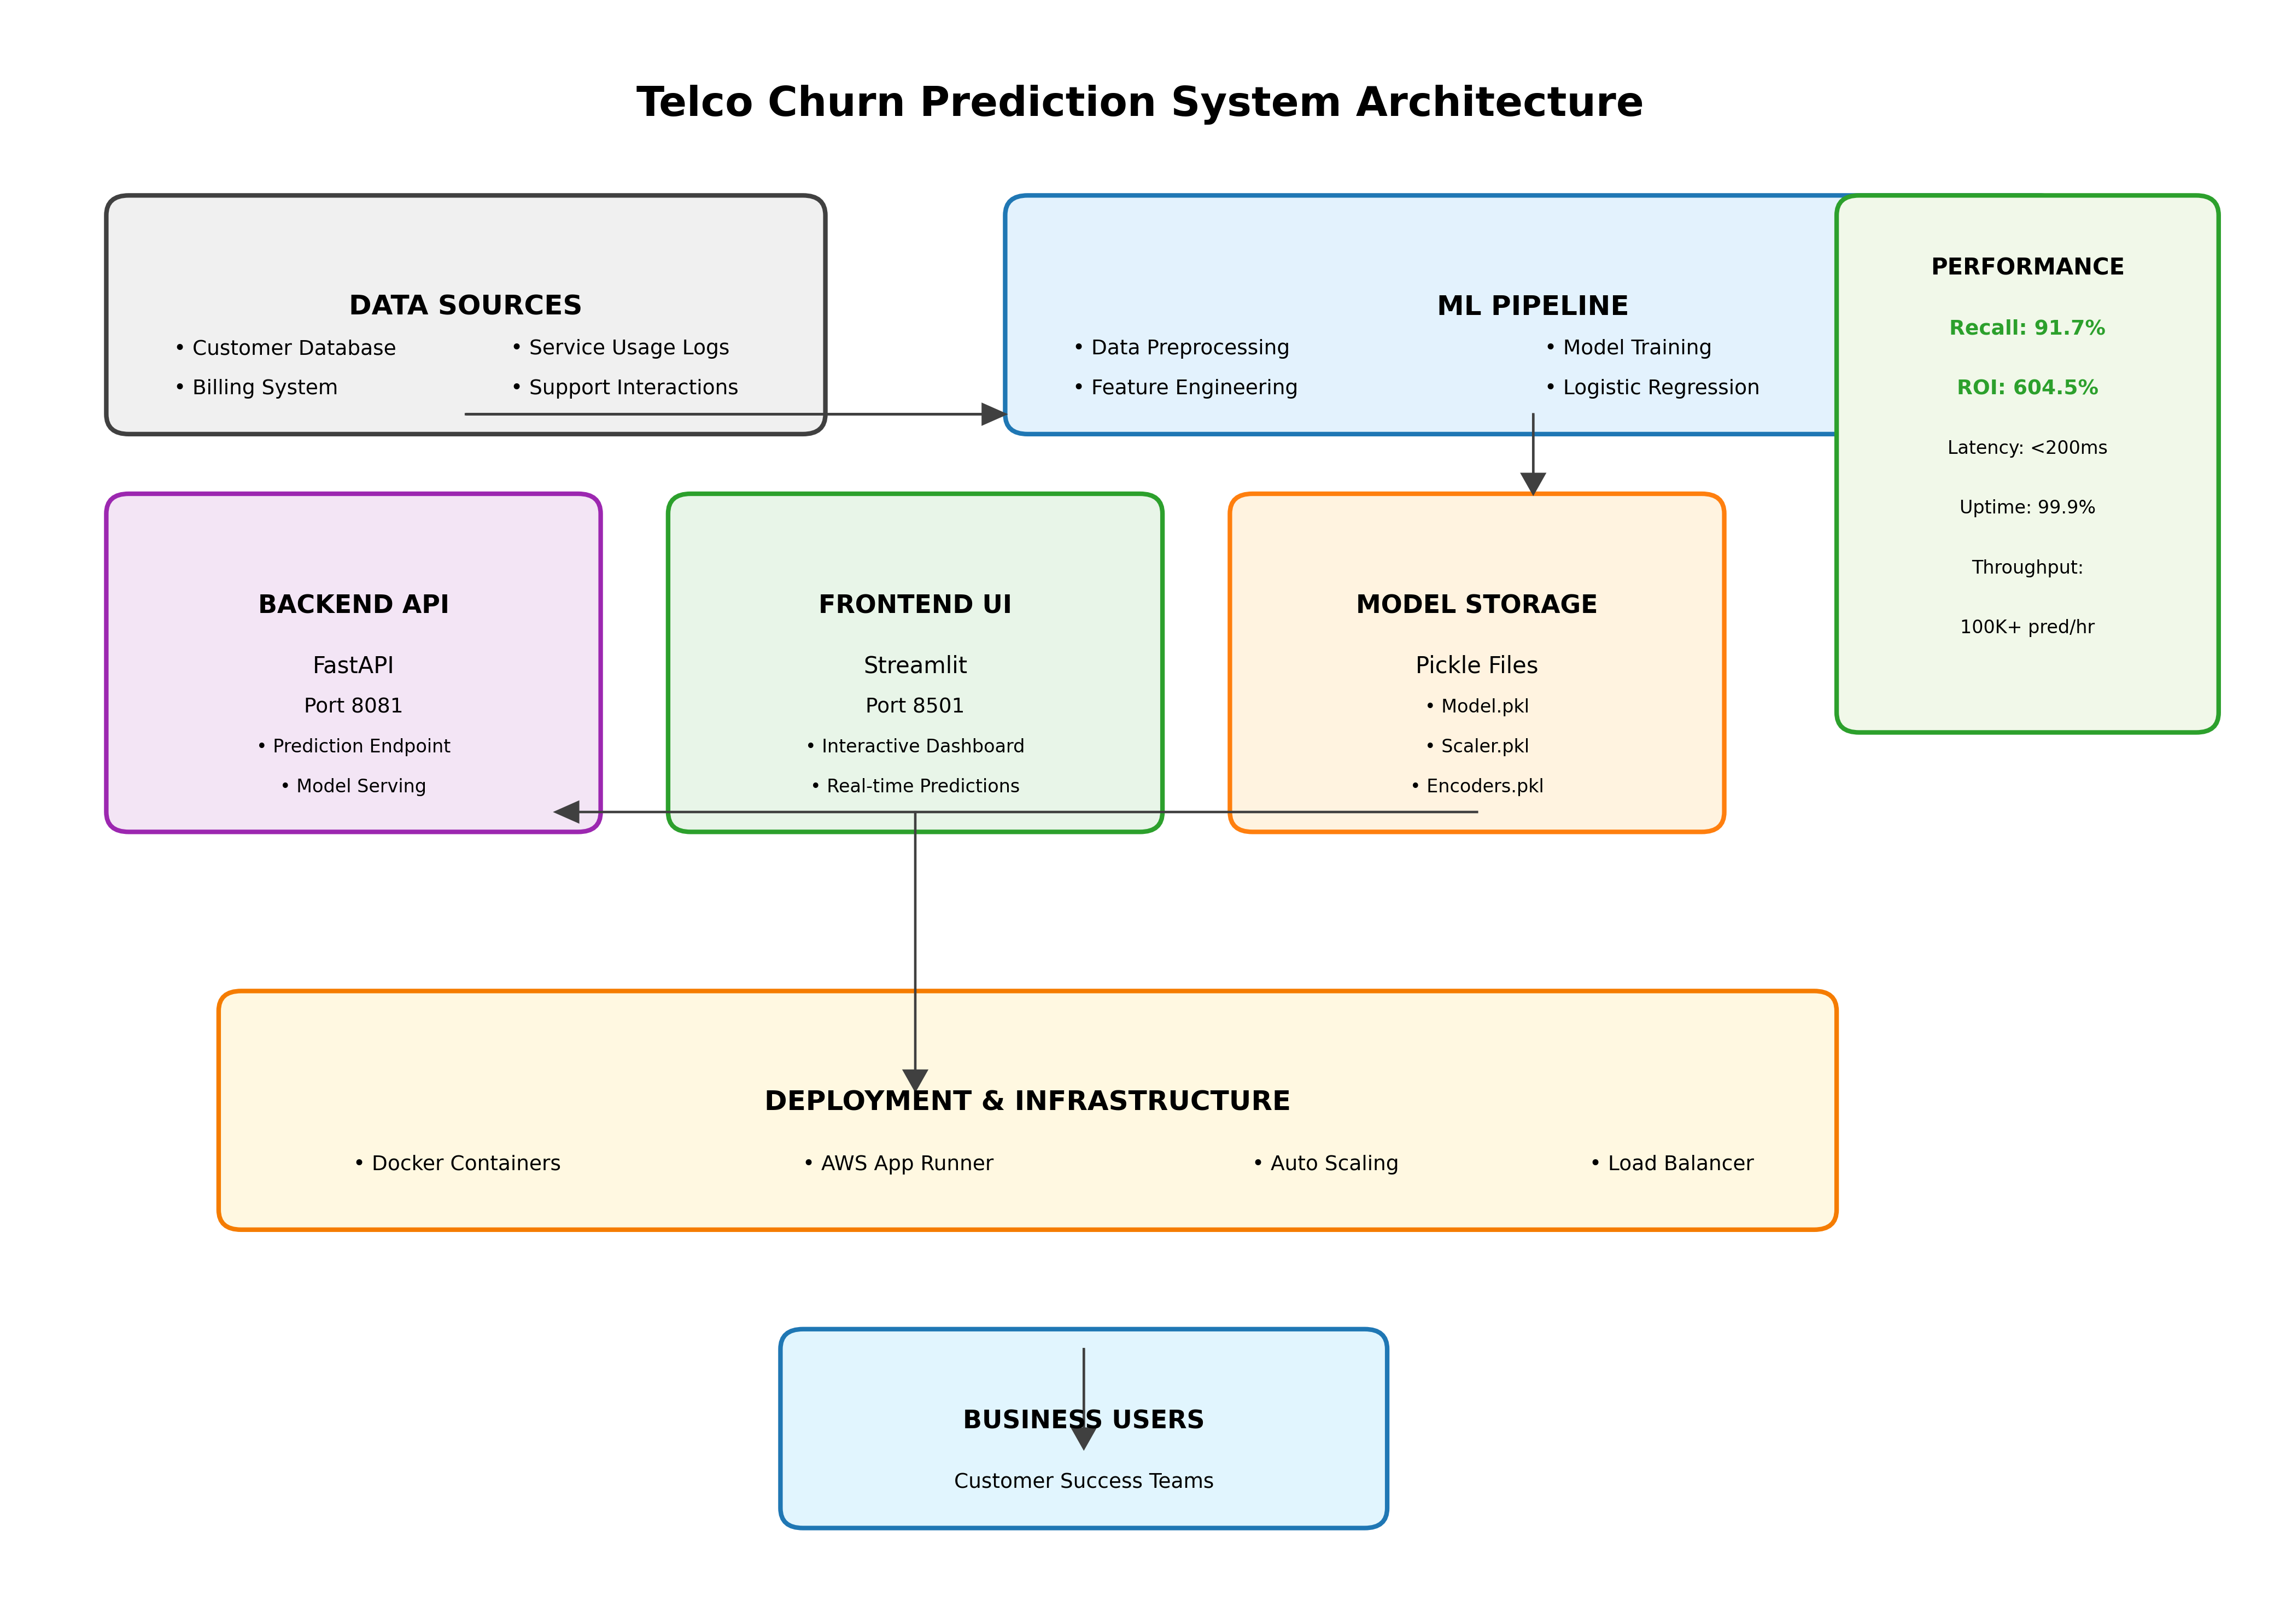 Telco Churn Prediction System Architecture
DATA SOURCES
• Customer Database
• Service Usage Logs
• Billing System
• Support Interactions
ML PIPELINE
• Data Preprocessing
• Model Training
• Feature Engineering
• Logistic Regression
PERFORMANCE
Recall: 91.7%
ROI: 604.5%
Latency: <200ms
Uptime: 99.9%
Throughput:
100K+ pred/hr
BACKEND API
FastAPI
Port 8081
• Prediction Endpoint
• Model Serving
FRONTEND UI
Streamlit
Port 8501
• Interactive Dashboard
• Real-time Predictions
MODEL STORAGE
Pickle Files
• Model.pkl
• Scaler.pkl
• Encoders.pkl
DEPLOYMENT & INFRASTRUCTURE
• Docker Containers
• AWS App Runner
• Auto Scaling
• Load Balancer
BUSINESS USERS
Customer Success Teams